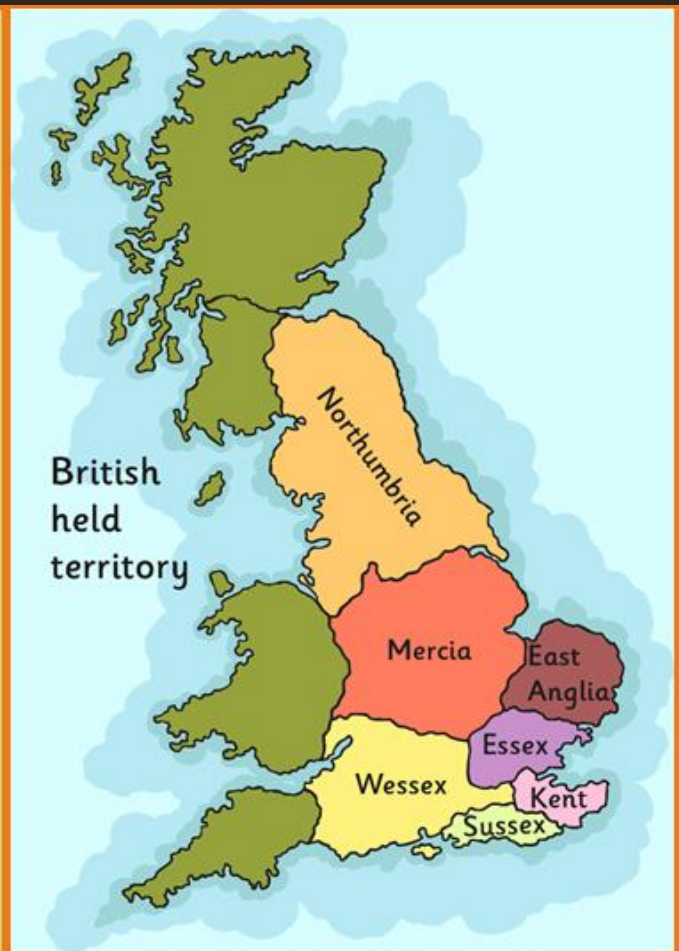 Northumbria
British
held
territory
Mercia
East
Anglia
Essex
Wessex
Kent
Sussex